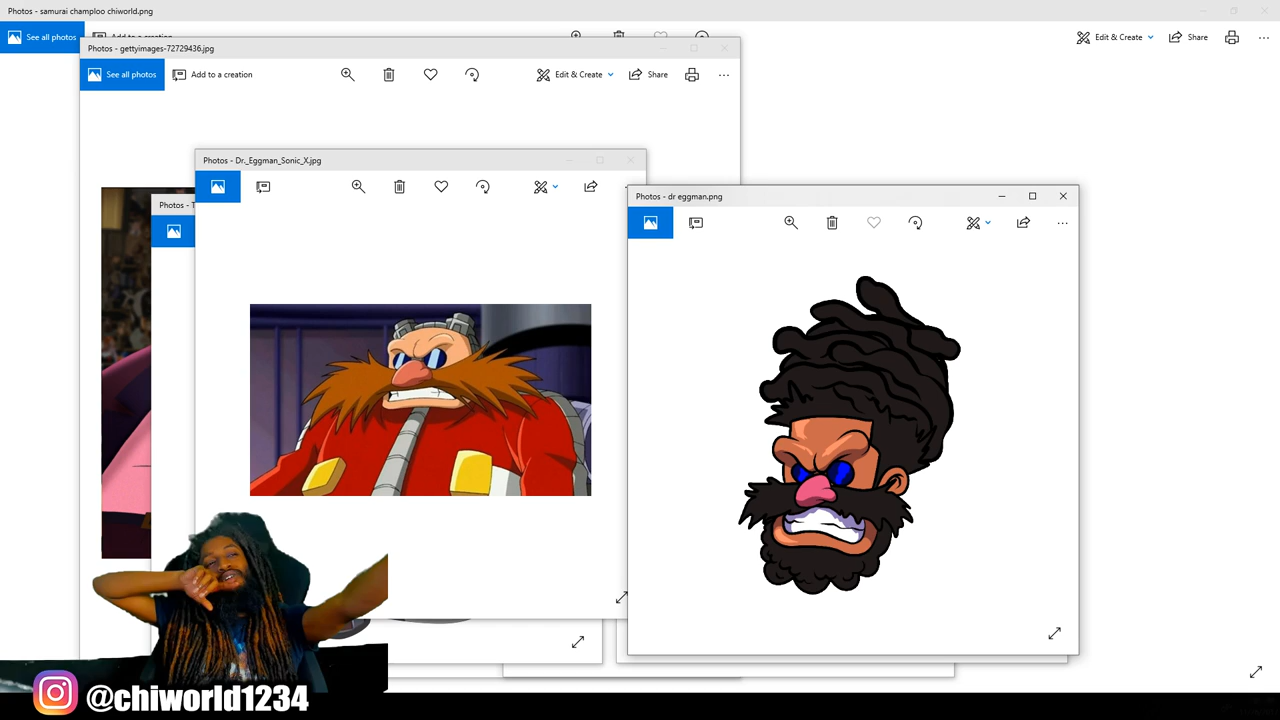 Photos - samurai champloo chiworld.png
See all photos
Edit & Create
Share
Photos - gettyimages-72729436.jpg
See all photos
Add to a creation
Edit & Create
Share
Photos - Dr._Eggman_Sonic_X.jpg
Photos - dr eggman.png
Photos -
@chiworld1234